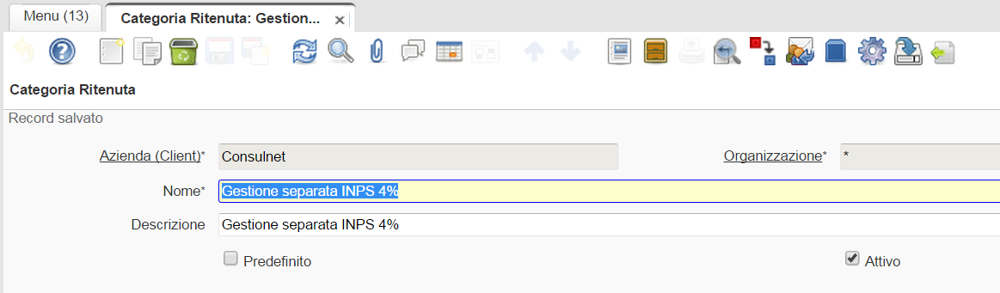 Menu (13)
Categoria Ritenuta: Gestion...
Categoria Ritenuta
Record salvato
Azienda (Client)* Consulnet Organizzazione* *
Nome* Gestione separata INPS 4%
Descrizione Gestione separata INPS 4%
Predefinito Attivo